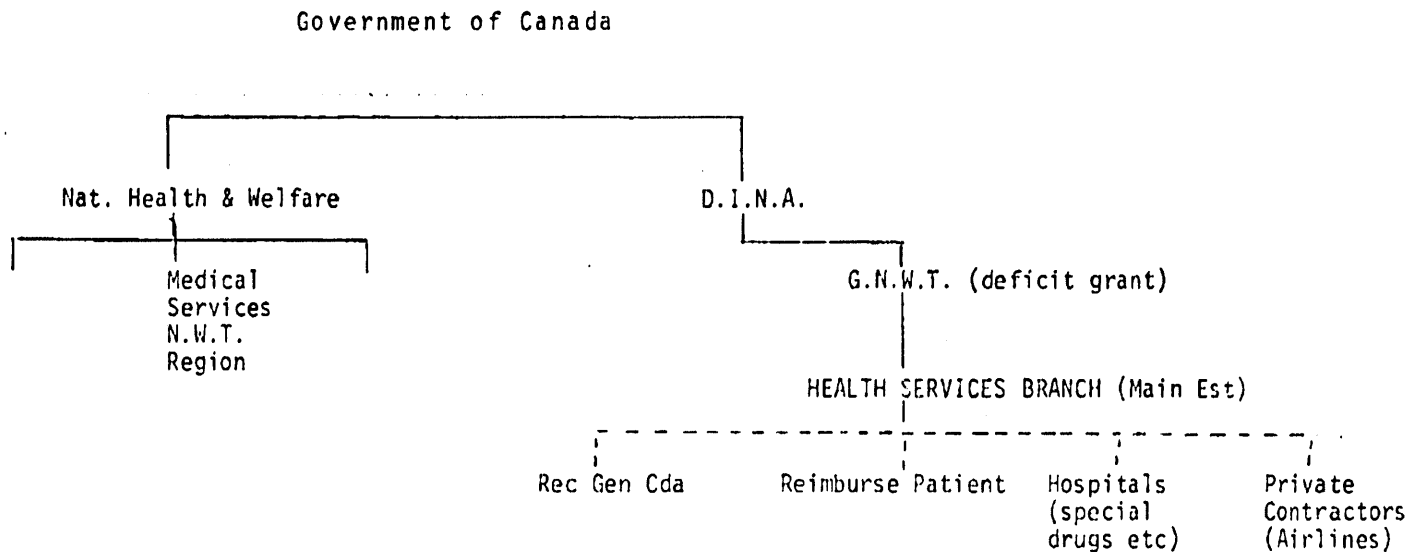 Government of Canada
Nat. Health & Welfare
D.I.N.A.
Medical
Services
N.W.T.
Region
G.N.W.T. (deficit grant)
HEALTH SERVICES BRANCH (Main Est)
Rec Gen Cda
Reimburse Patient
Hospitals
(special
drugs etc)
Private
Contractors
(Airlines)